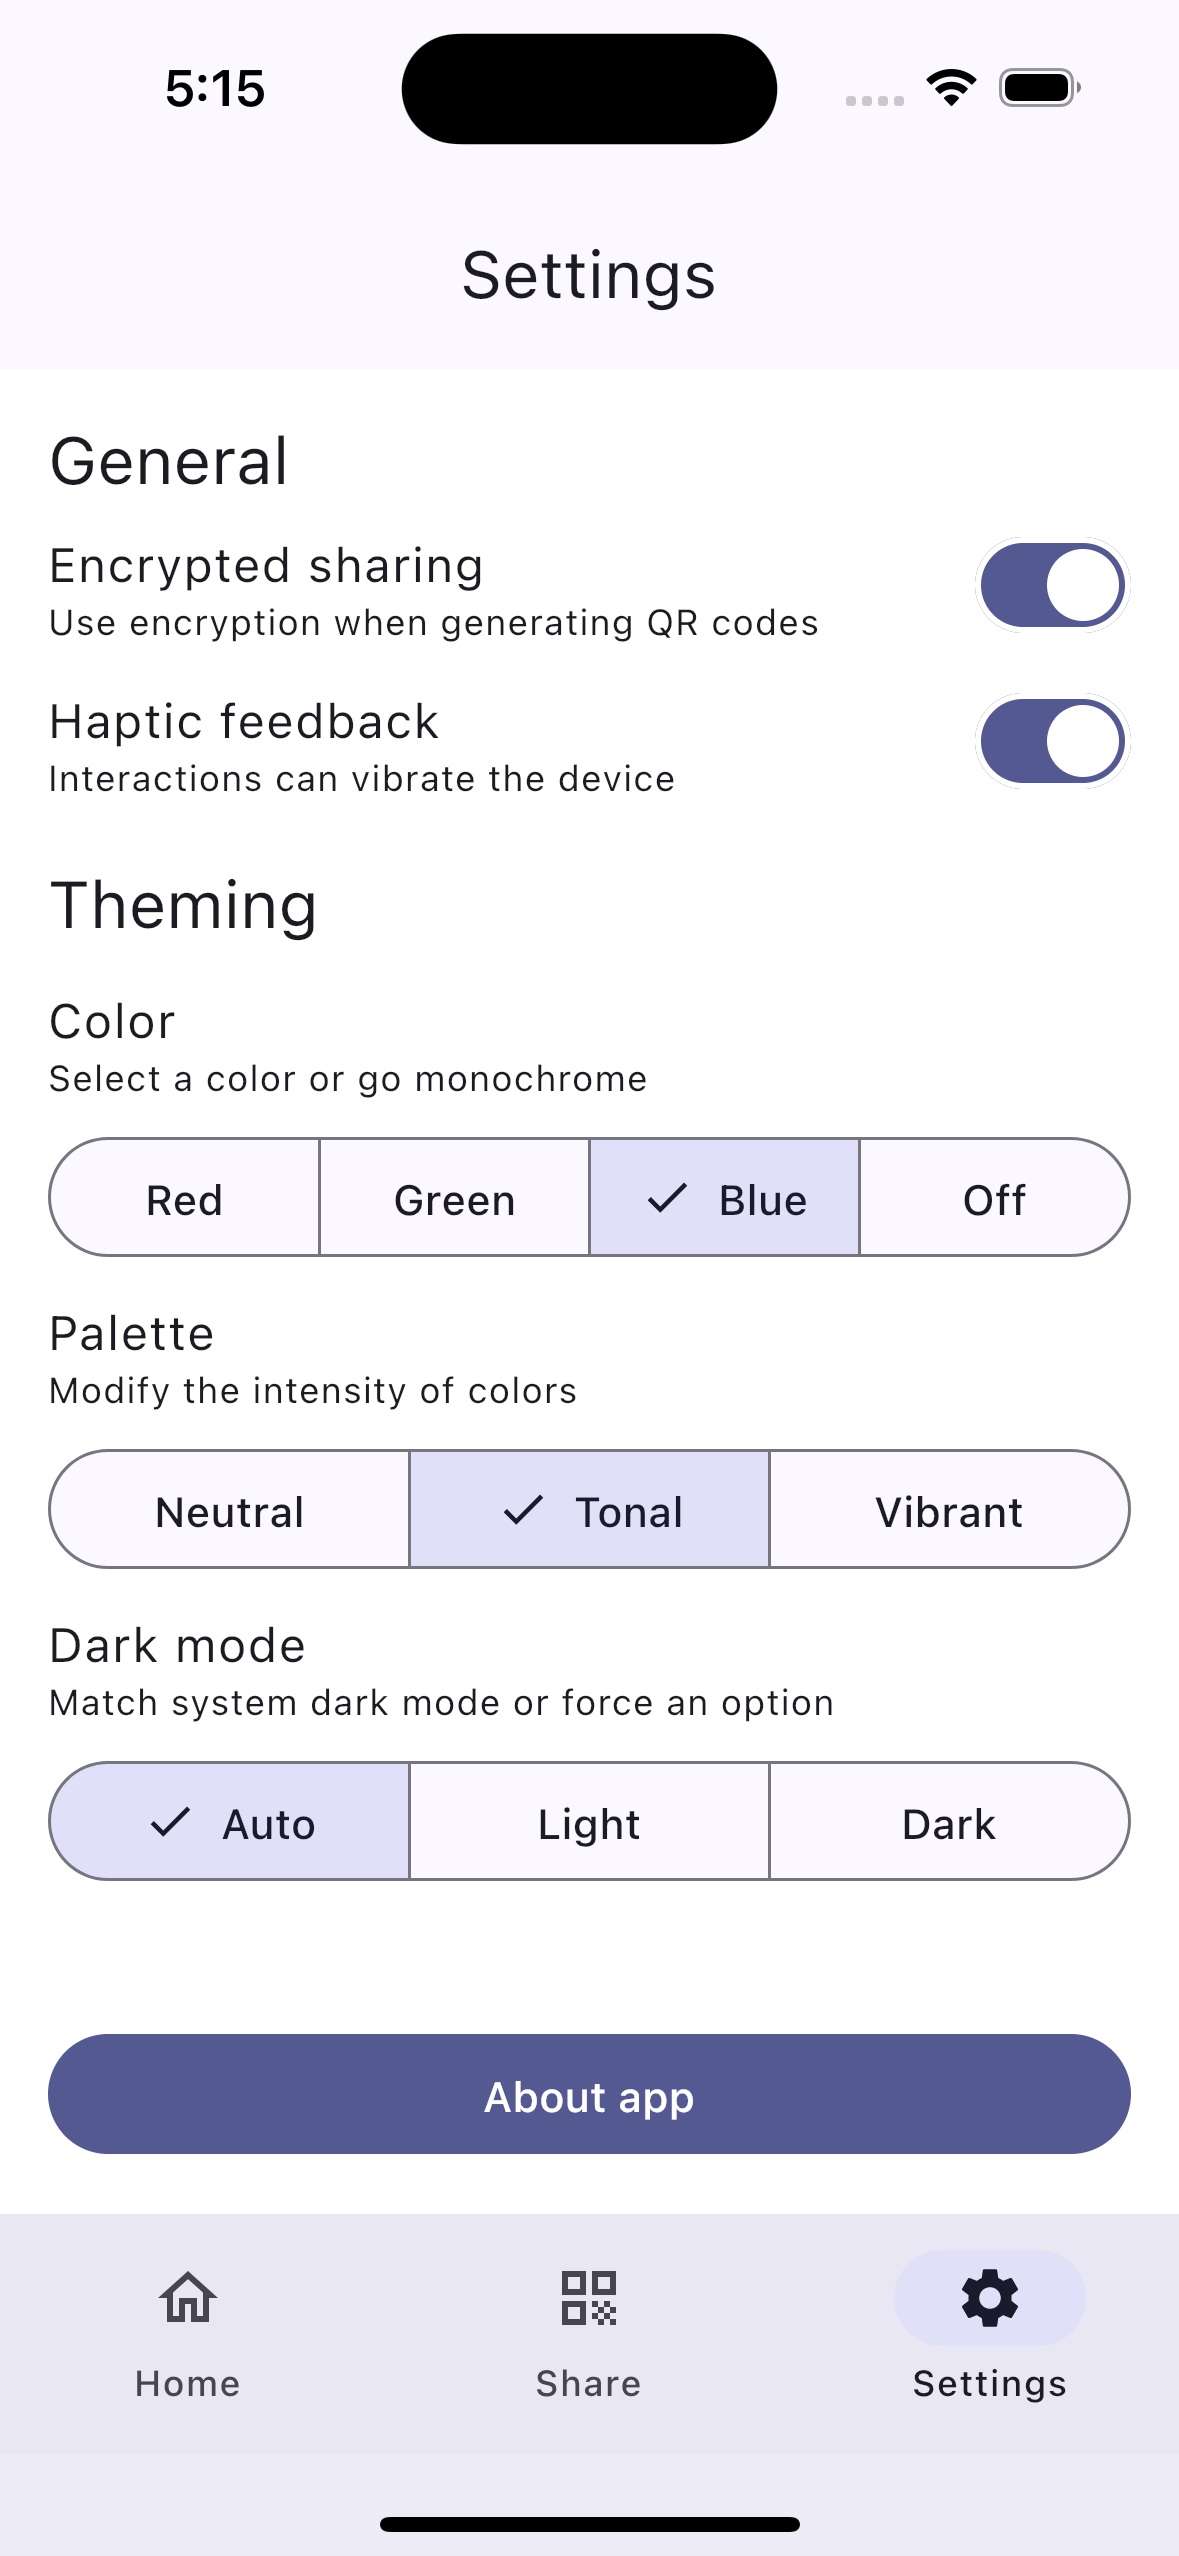 5:15
Settings
General
Encrypted sharing
Use encryption when generating QR codes
Haptic feedback
Interactions can vibrate the device
Theming
Color
Select a color or go monochrome
Red Green Blue Off
Palette
Modify the intensity of colors
Neutral Tonal Vibrant
Dark mode
Match system dark mode or force an option
Auto Light Dark
About app
Home Share Settings